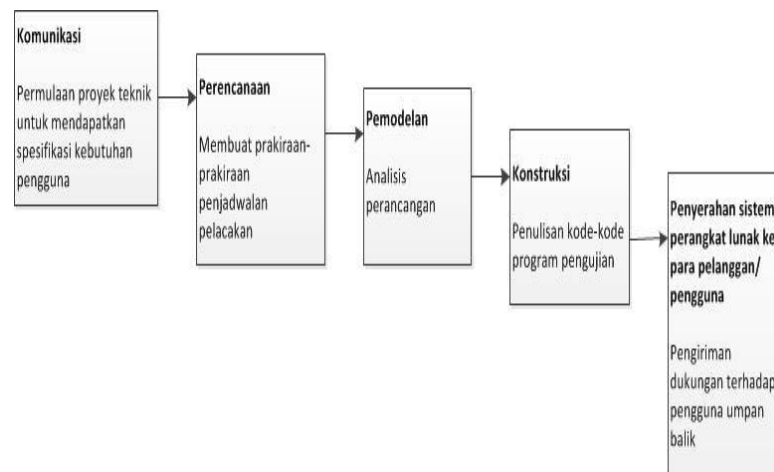 Komunikasi
Permulaan proyek teknik
untuk mendapatkan
spesifikasi kebutuhan
pengguna
Perencanaan
Membuat prakiraan-
prakiraan
penjadwalan
pelacakan
Pemodelan
Analisis
perancangan
Konstruksi
Penulisan kode-kode
program pengujian
Penyerahan sistem
perangkat lunak ke
para pelanggan/
pengguna
Pengiriman
dukungan terhadap
pengguna umpan
balik